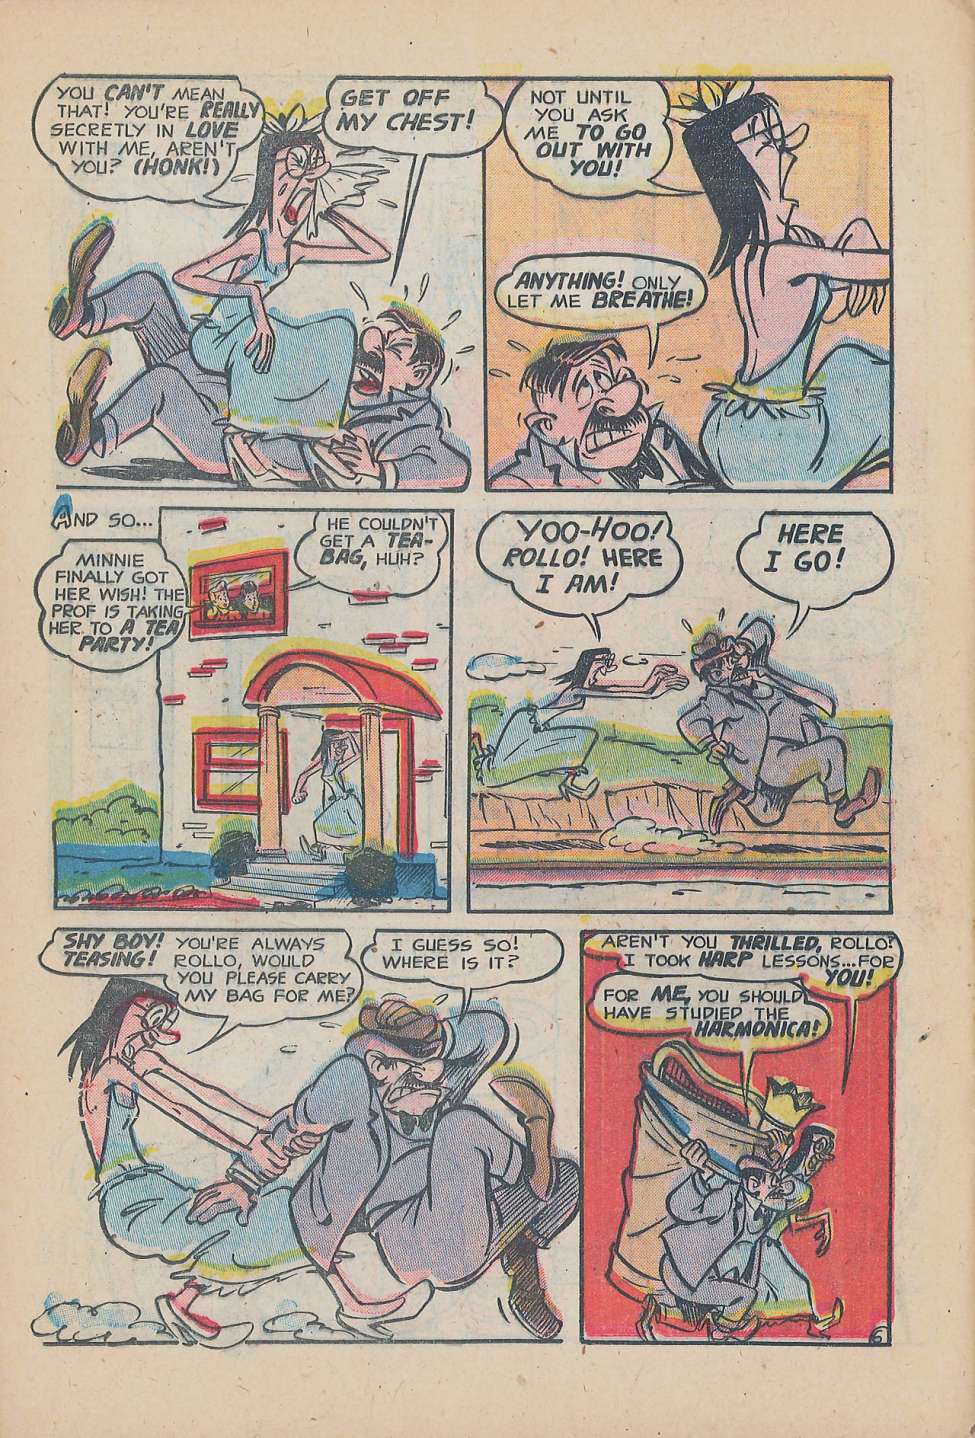 YOU CAN'T MEAN
THAT! YOU'RE REALLY
SECRETLY IN LOVE
WITH ME, AREN'T
YOU? (HONK!)
GET OFF
MY CHEST!
NOT UNTIL
YOU ASK
ME TO GO
OUT WITH
YOU!
ANYTHING! ONLY
LET ME BREATHE!
AND SO...
MINNIE
FINALLY GOT
HER WISH! THE
PROF IS TAKING
HER TO A TEA
PARTY!
HE COULDN'T
GET A TEA-
BAG, HUH?
YOO-HOO!
ROLLO! HERE
I AM!
HERE
I GO!
SHY BOY! YOU'RE ALWAYS
TEASING! ROLLO, WOULD
YOU PLEASE CARRY
MY BAG FOR ME?
I GUESS SO!
WHERE IS IT?
AREN'T YOU THRILLED, ROLLO?
I TOOK HARP LESSONS...FOR
YOU!
FOR ME, YOU SHOULD
HAVE STUDIED THE
HARMONICA!
6